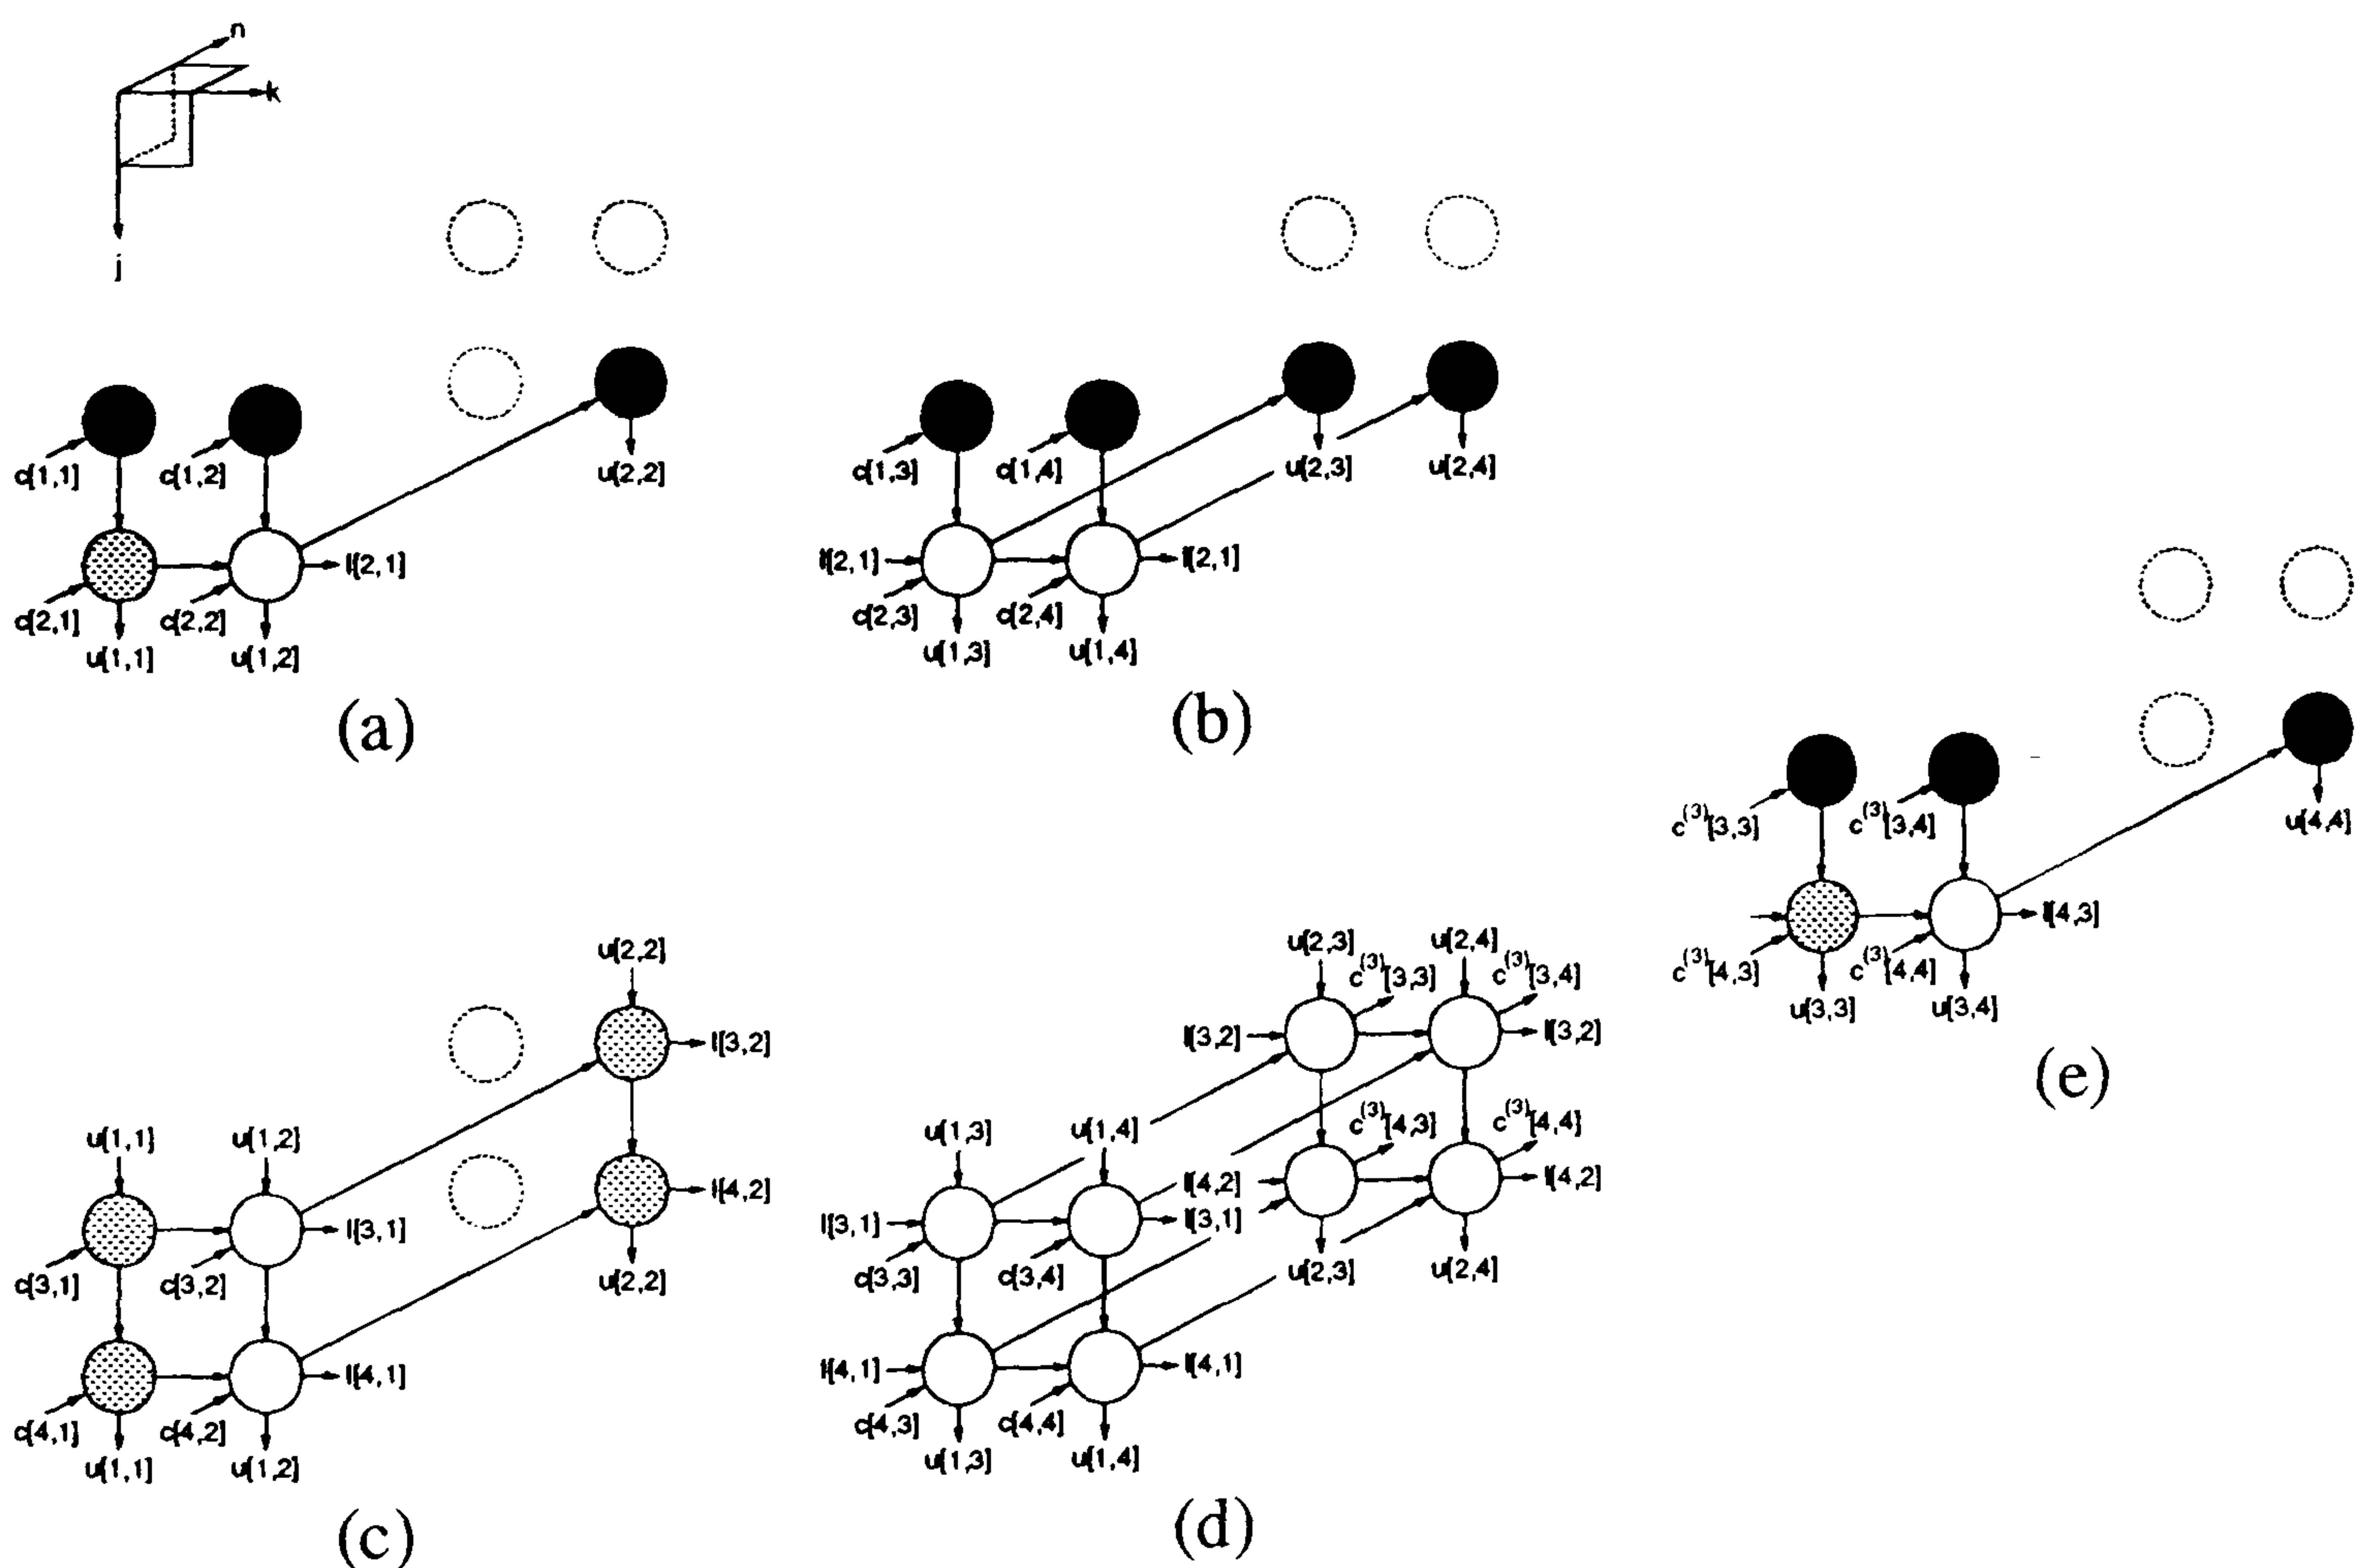 n
k
j
c[1,1]
c[1,2]
u[2,2]
c[2,1]
c[2,2]
l[2,1]
u[1,1]
u[1,2]
(a)
c[1,3]
c[1,4]
u[2,3]
u[2,4]
l[2,1]
l[2,1]
c[2,3]
c[2,4]
u[1,3]
u[1,4]
(b)
u[2,2]
l[3,2]
u[1,1]
u[1,2]
l[4,2]
l[3,1]
c[3,1]
c[3,2]
u[2,2]
l[4,1]
c[4,1]
c[4,2]
u[1,1]
u[1,2]
(c)
u[2,3]
u[2,4]
c(3)[3,3]
c(3)[3,4]
l[3,2]
l[3,2]
c(3)[4,3]
c(3)[4,4]
u[1,3]
u[1,4]
l[4,2]
l[4,2]
l[3,1]
l[3,1]
c[3,3]
c[3,4]
u[2,3]
u[2,4]
l[4,1]
l[4,1]
c[4,3]
c[4,4]
u[1,3]
u[1,4]
(d)
c(3)[3,3]
c(3)[3,4]
u[4,4]
l[4,3]
c(3)[4,3]
c(3)[4,4]
u[3,3]
u[3,4]
(e)